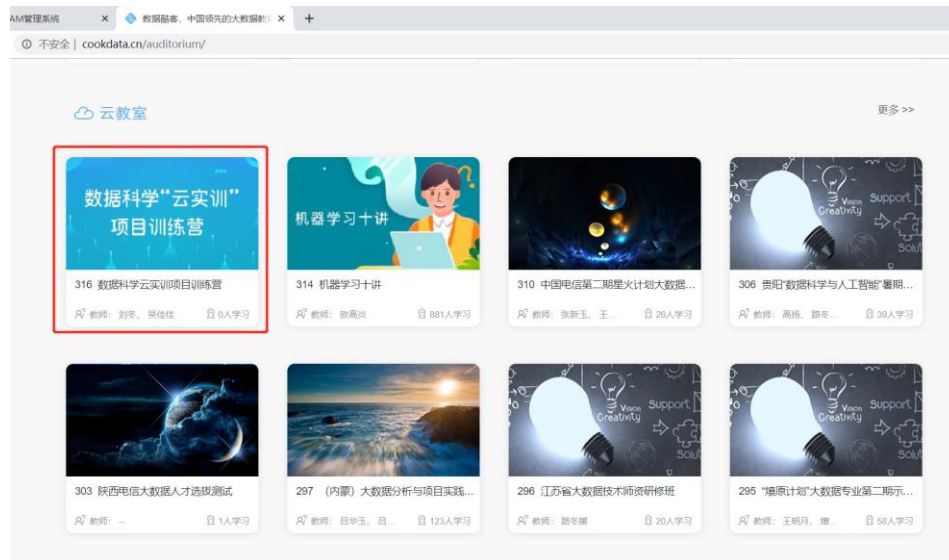 AM管理系统
数据酷客，中国领先的大数据教
不安全 | cookdata.cn/auditorium/
云教室
更多 >>
数据科学“云实训”
项目训练营
机器学习十讲
Vision
Support
Creativity
316 数据科学云实训项目训练营
314 机器学习十讲
310 中国电信第二期星火计划大数据...
306 贵阳“数据科学与人工智能”暑期...
教师: 刘冬、吴佳佳
0人学习
教师: 欧高炎
881人学习
教师: 张新玉、王...
26人学习
教师: 高扬、路冬...
39人学习
Vision
Support
Creativity
Vision
Support
Creativity
303 陕西电信大数据人才选拔测试
297 （内蒙）大数据分析与项目实践...
296 江苏省大数据技术师资研修班
295 “燎原计划”大数据专业第二期示...
教师: –
1人学习
教师: 吕毕玉、吕...
123人学习
教师: 路冬媛
20人学习
教师: 王明月、
58人学习